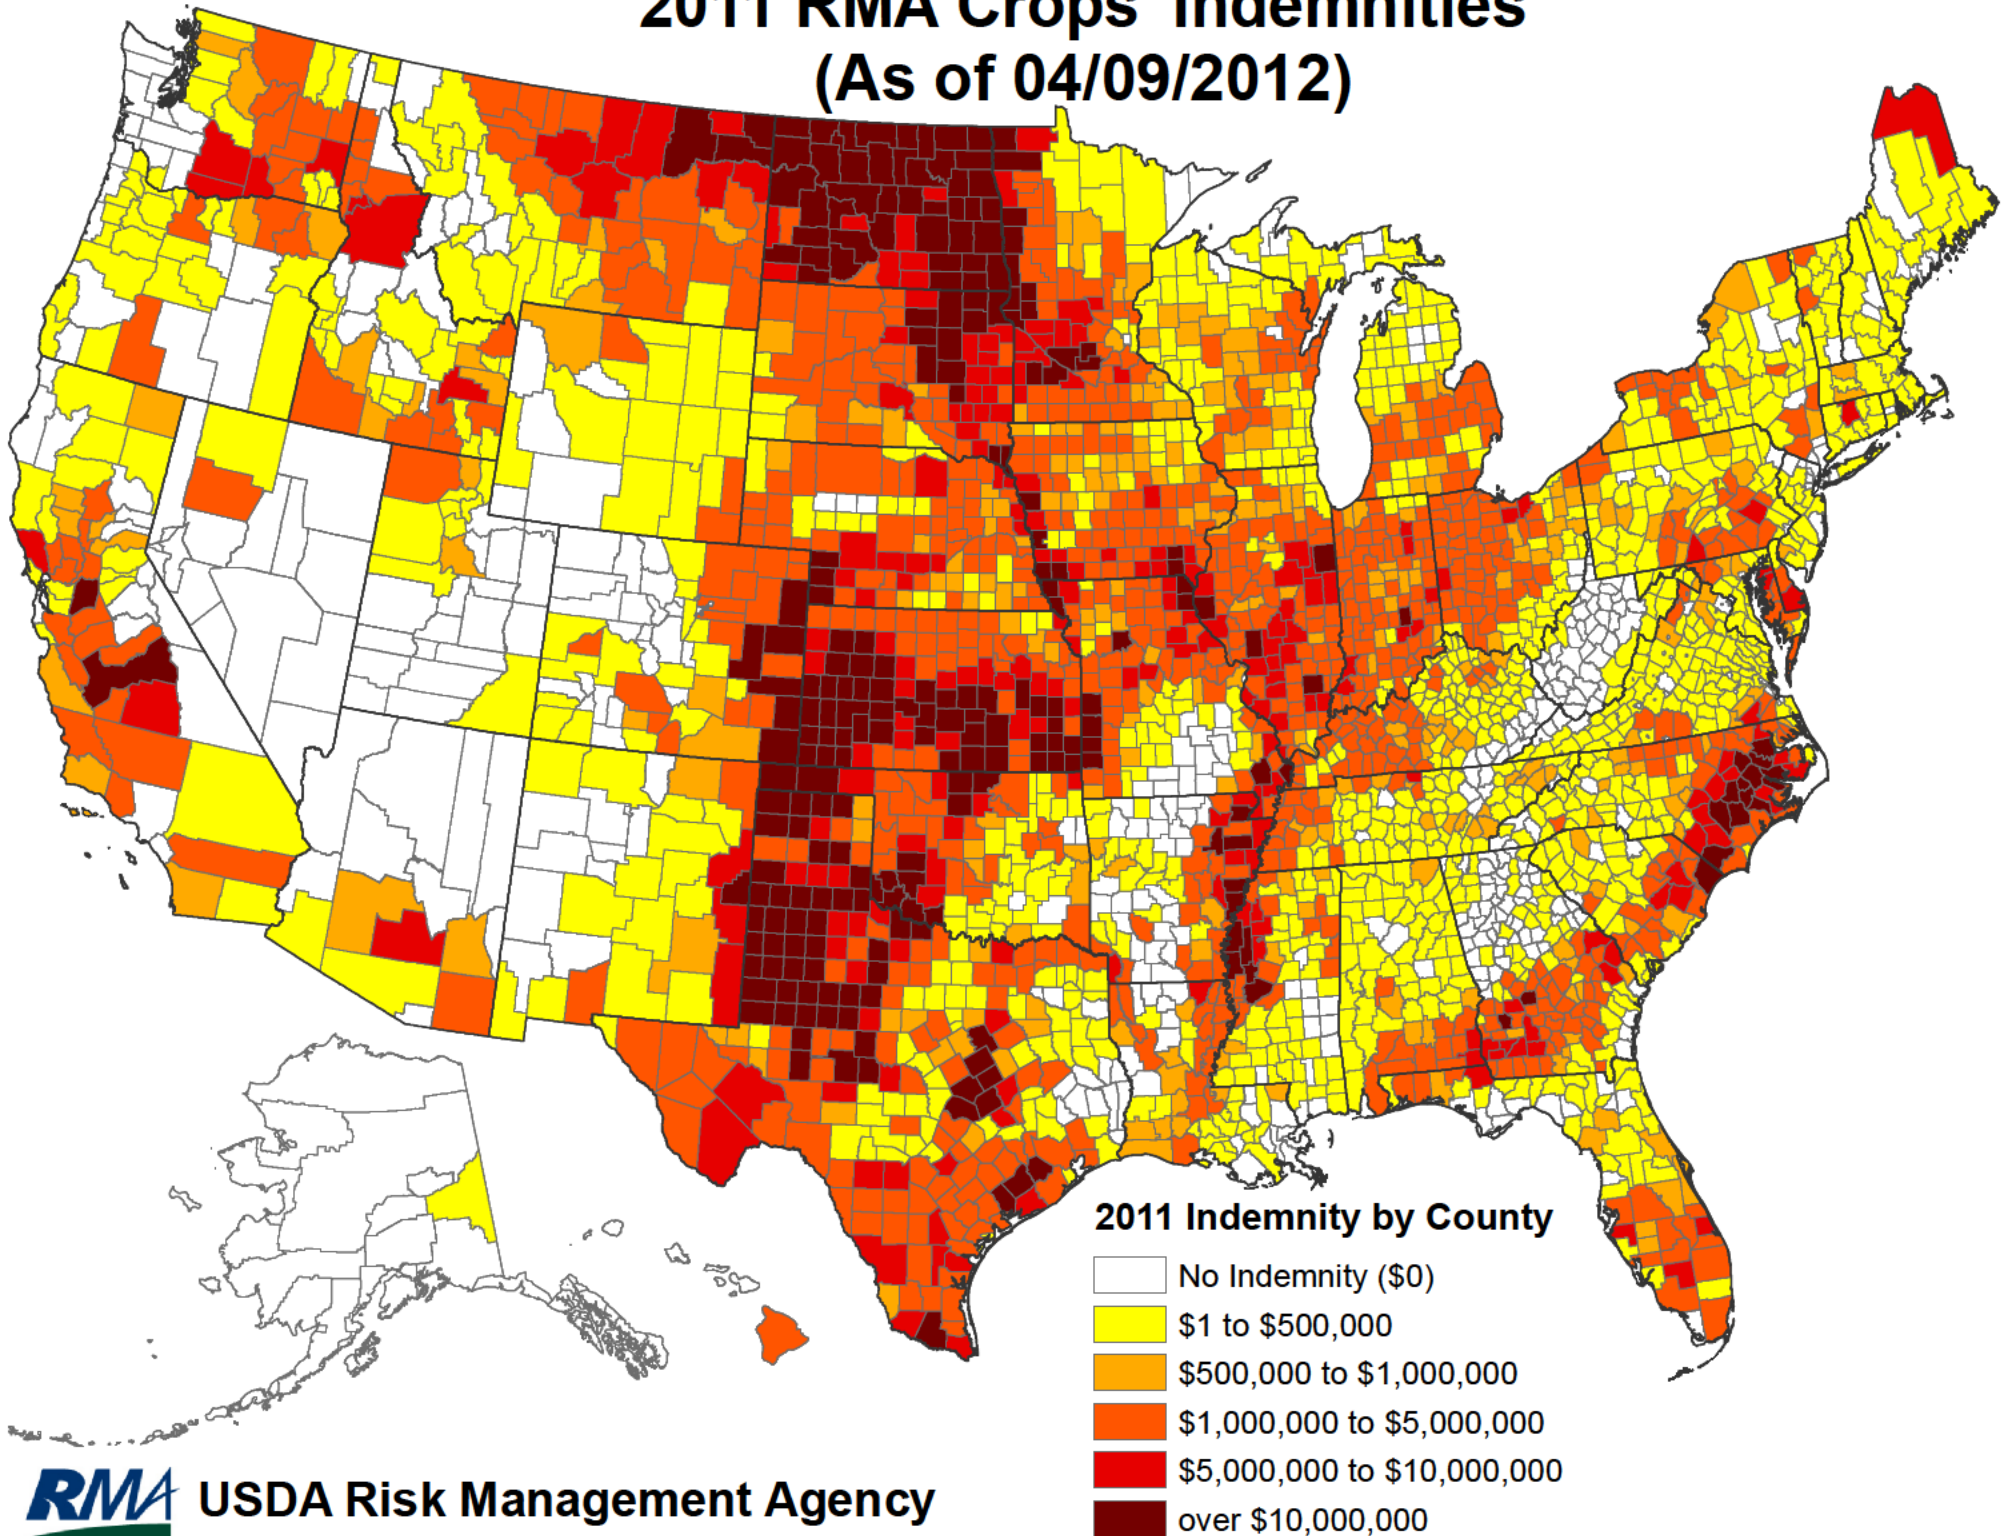 2011 RMA Crops' Indemnities
(As of 04/09/2012)
2011 Indemnity by County
No Indemnity ($0)
$1 to $500,000
$500,000 to $1,000,000
$1,000,000 to $5,000,000
$5,000,000 to $10,000,000
over $10,000,000
RMA USDA Risk Management Agency